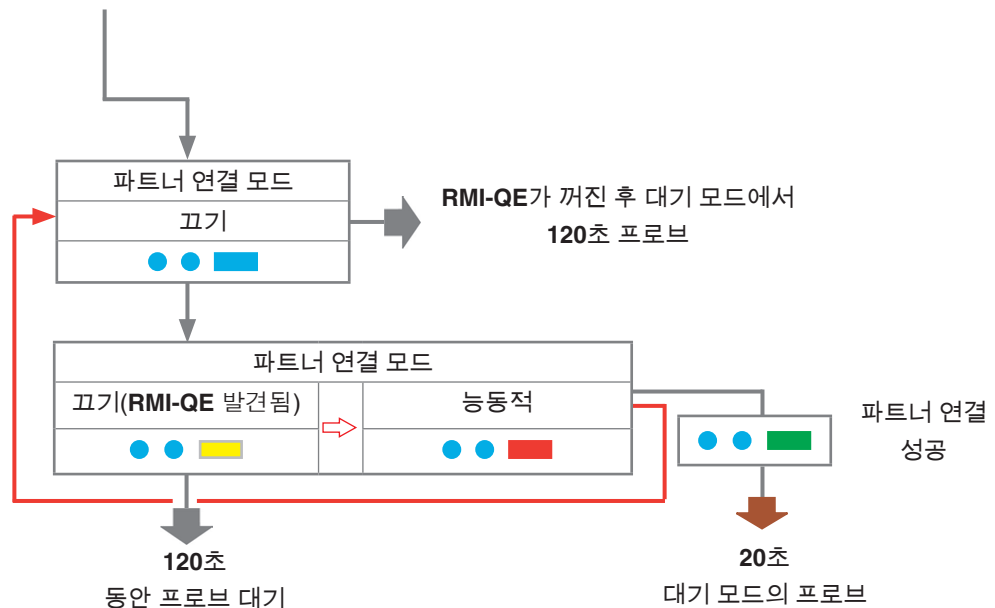 파트너 연결 모드
끄기
RMI-QE가 꺼진 후 대기 모드에서
120초 프로브
파트너 연결 모드
끄기(RMI-QE 발견됨)
능동적
파트너 연결
성공
120초
동안 프로브 대기
20초
대기 모드의 프로브